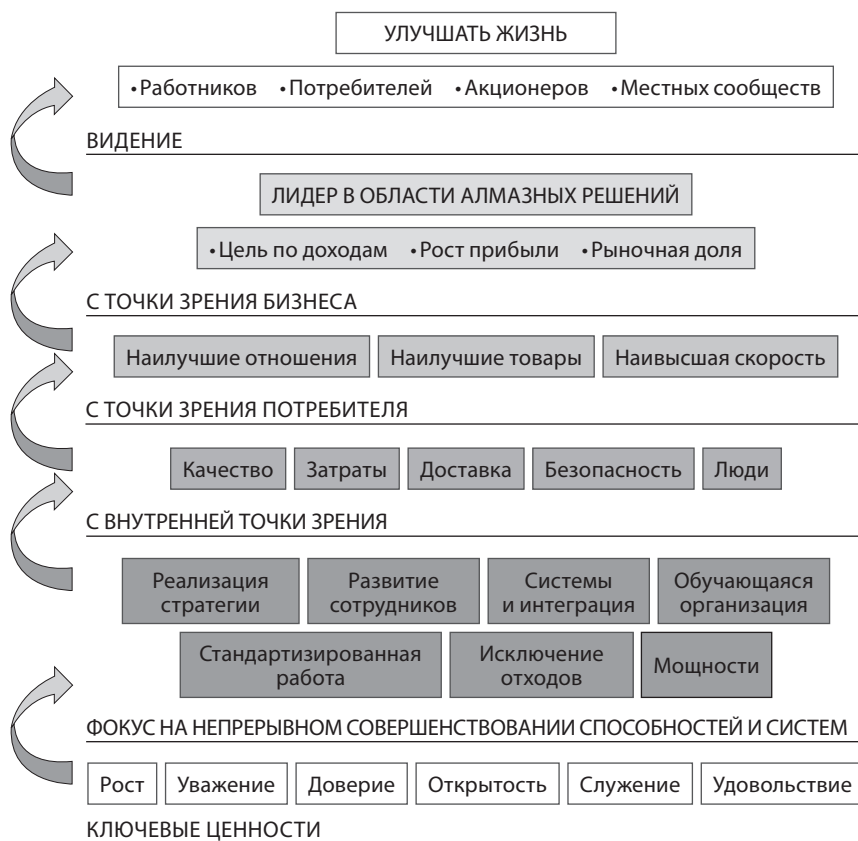 УЛУЧШАТЬ ЖИЗНЬ
•Работников •Потребителей •Акционеров •Местных сообществ
ВИДЕНИЕ
ЛИДЕР В ОБЛАСТИ АЛМАЗНЫХ РЕШЕНИЙ
•Цель по доходам •Рост прибыли •Рыночная доля
С ТОЧКИ ЗРЕНИЯ БИЗНЕСА
Наилучшие отношения Наилучшие товары Наивысшая скорость
С ТОЧКИ ЗРЕНИЯ ПОТРЕБИТЕЛЯ
Качество Затраты Доставка Безопасность Люди
С ВНУТРЕННЕЙ ТОЧКИ ЗРЕНИЯ
Реализация
стратегии
Развитие
сотрудников
Системы
и интеграция
Обучающаяся
организация
Стандартизированная
работа
Исключение
отходов
Мощности
ФОКУС НА НЕПРЕРЫВНОМ СОВЕРШЕНСТВОВАНИИ СПОСОБНОСТЕЙ И СИСТЕМ
Рост Уважение Доверие Открытость Служение Удовольствие
КЛЮЧЕВЫЕ ЦЕННОСТИ